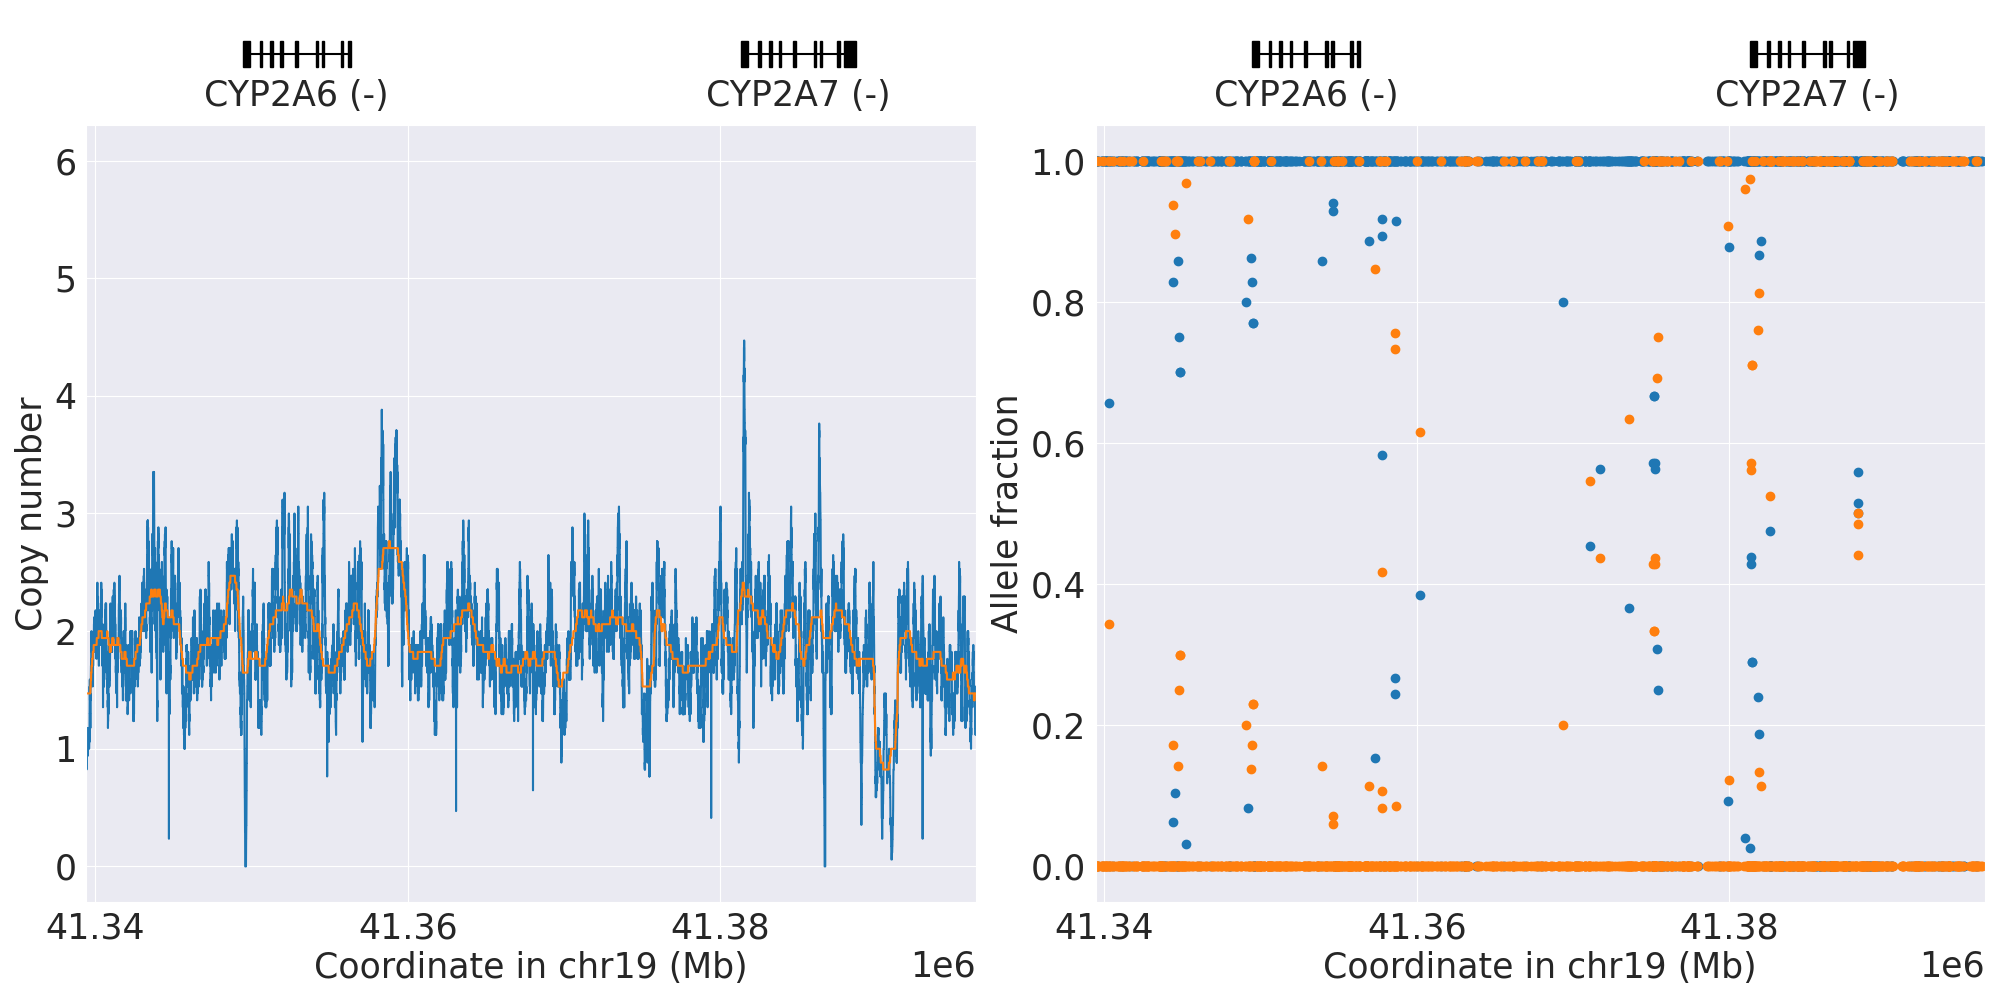 CYP2A6 (-)
CYP2A7 (-)
6
5
4
3
2
1
0
Copy number
41.34
41.36
41.38
Coordinate in chr19 (Mb)
1e6
CYP2A6 (-)
CYP2A7 (-)
1.0
0.8
0.6
0.4
0.2
0.0
Allele fraction
41.34
41.36
41.38
Coordinate in chr19 (Mb)
1e6